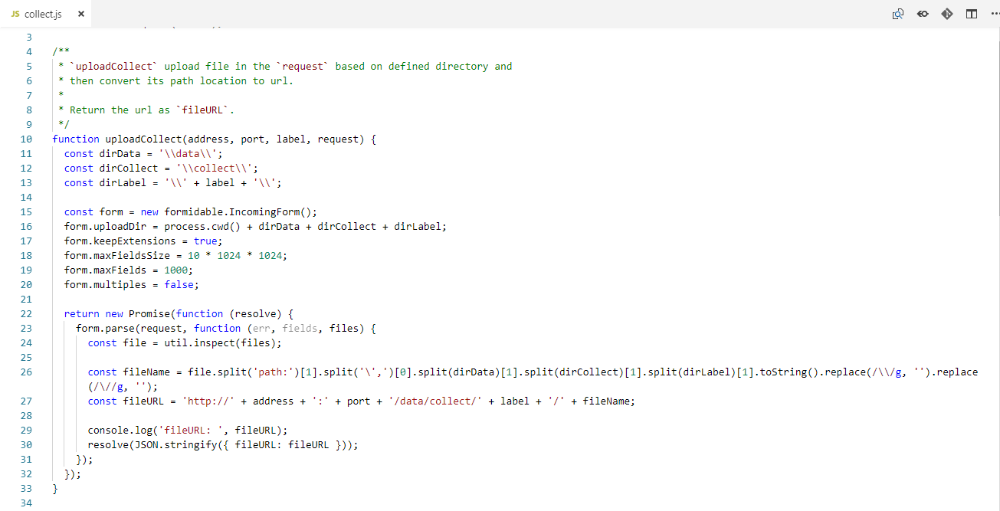 JS collect.js ×
3
4 /**
5 * `uploadCollect` upload file in the `request` based on defined directory and
6 * then convert its path location to url.
7 *
8 * Return the url as `fileURL`.
9 */
10 function uploadCollect(address, port, label, request) {
11 const dirData = '\\data\\';
12 const dirCollect = '\\collect\\';
13 const dirLabel = '\\' + label + '\\';
14
15 const form = new formidable.IncomingForm();
16 form.uploadDir = process.cwd() + dirData + dirCollect + dirLabel;
17 form.keepExtensions = true;
18 form.maxFieldsSize = 10 * 1024 * 1024;
19 form.maxFields = 1000;
20 form.multiples = false;
21
22 return new Promise(function (resolve) {
23 form.parse(request, function (err, fields, files) {
24 const file = util.inspect(files);
25
26 const fileName = file.split('path:')[1].split('\',')[0].split(dirData)[1].split(dirCollect)[1].split(dirLabel)[1].toString().replace(/\\/g, '').replace
(/\//g, '');
27 const fileURL = 'http://' + address + ':' + port + '/data/collect/' + label + '/' + fileName;
28
29 console.log('fileURL: ', fileURL);
30 resolve(JSON.stringify({ fileURL: fileURL }));
31 });
32 });
33 }
34